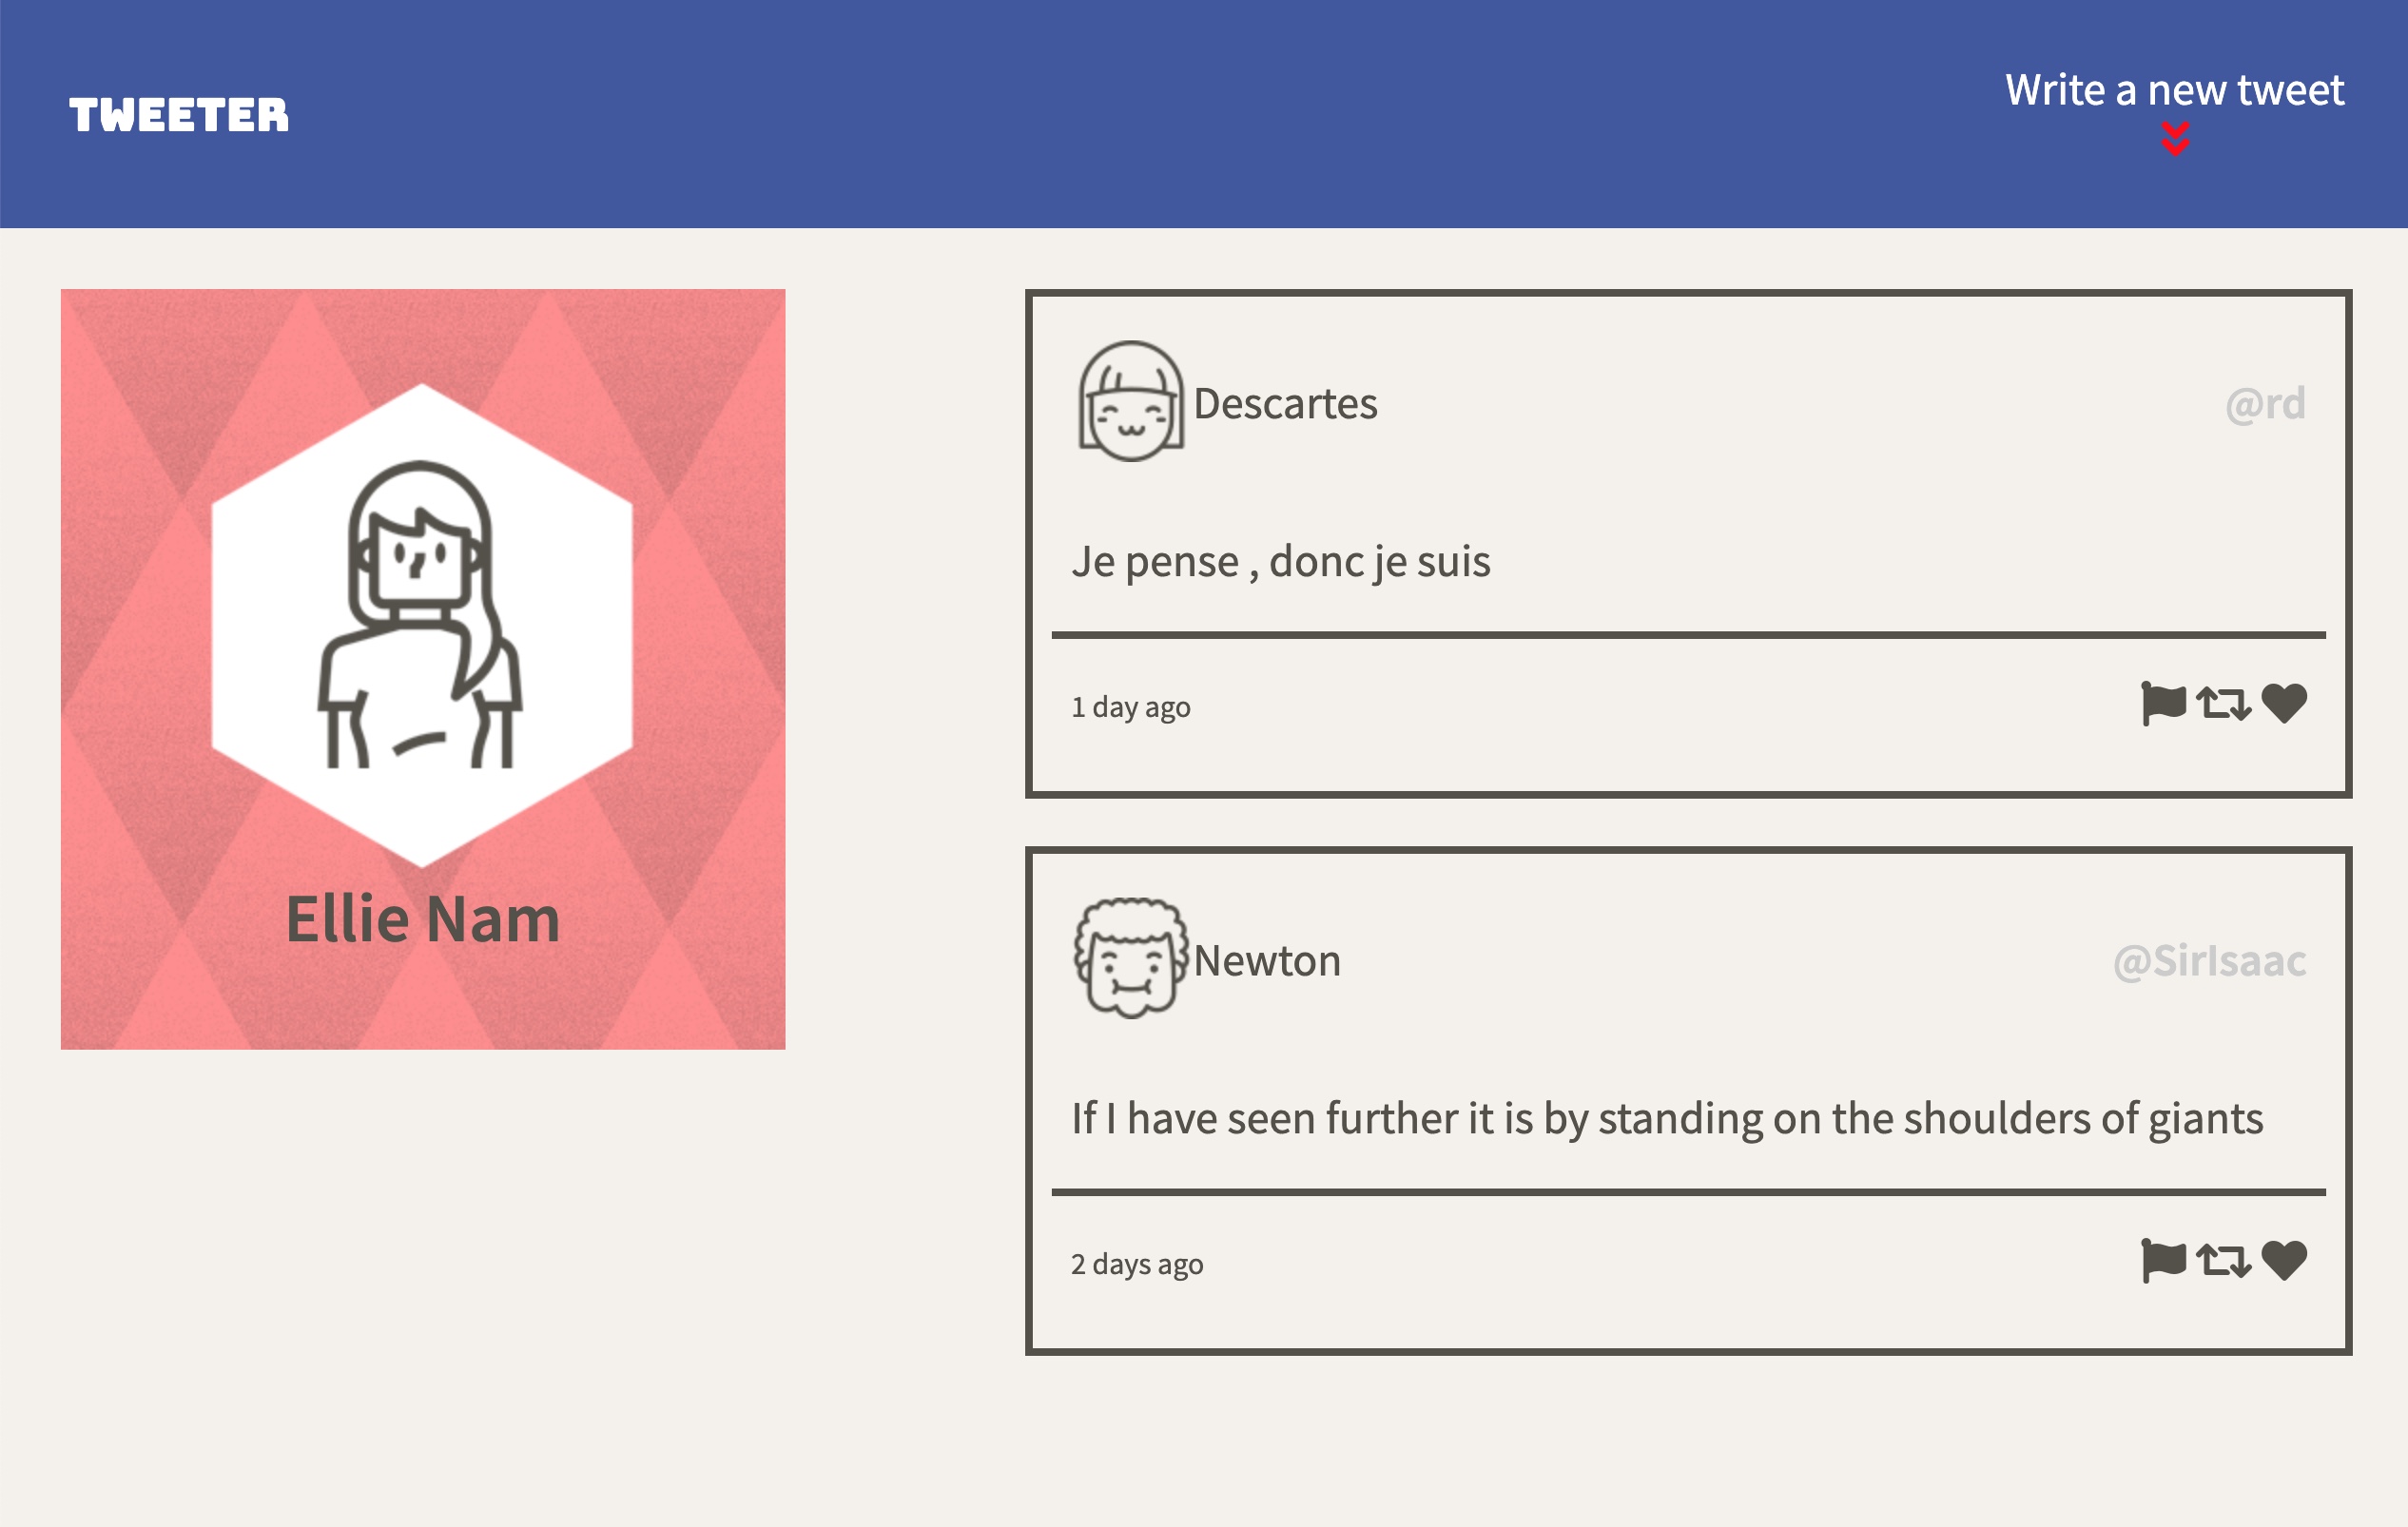 TWEETER
Write a new tweet
Ellie Nam
Descartes
@rd
Je pense , donc je suis
1 day ago
Newton
@SirIsaac
If I have seen further it is by standing on the shoulders of giants
2 days ago